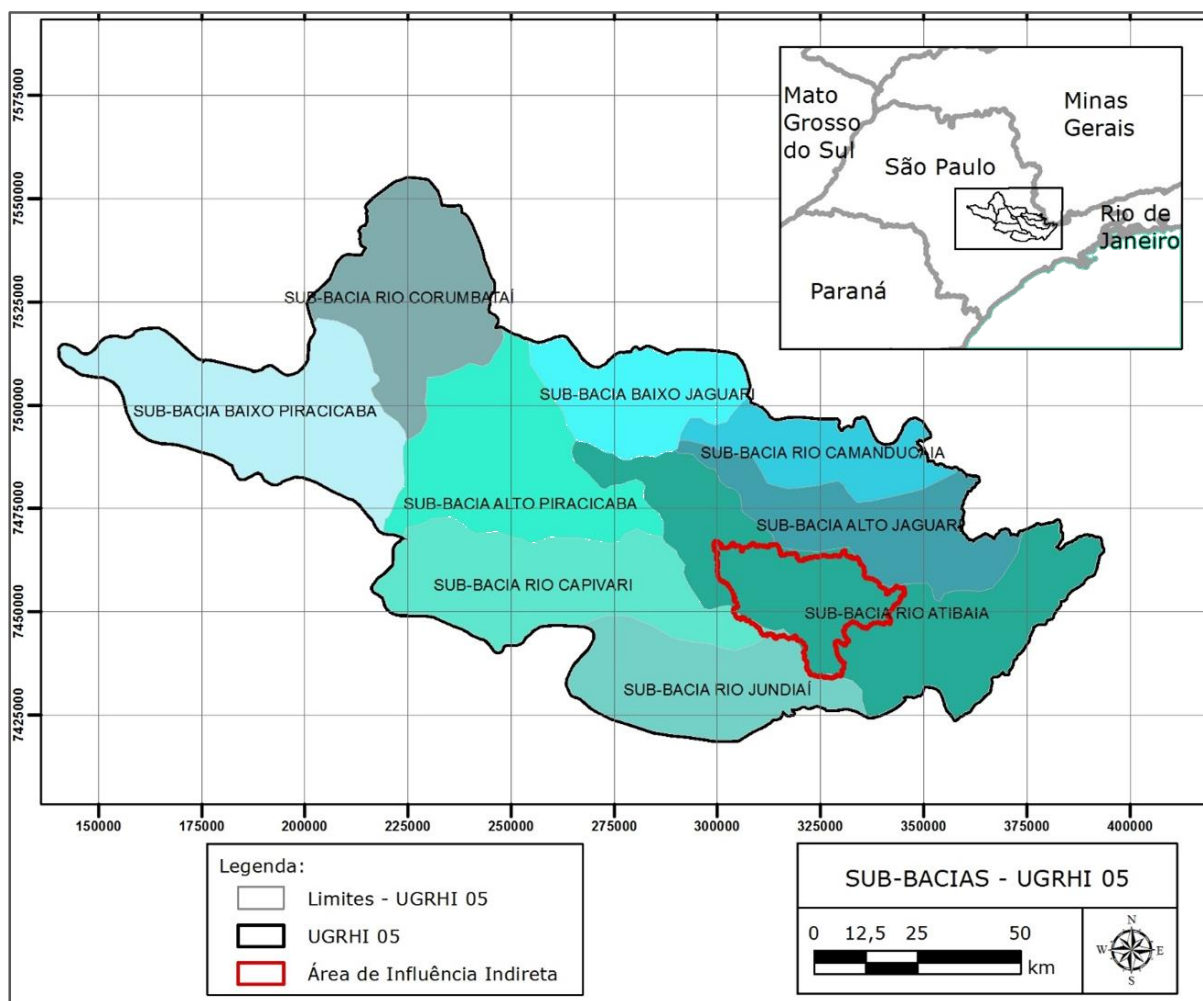 7575000
7550000
7525000
7500000
7475000
7450000
7425000
Mato
Grosso
do Sul
Minas
Gerais
São Paulo
Rio de
Janeiro
Paraná
SUB-BACIA RIO CORUMBATAÍ
SUB-BACIA BAIXO PIRACICABA
SUB-BACIA BAIXO JAGUARI
SUB-BACIA RIO CAMANDUCAIA
SUB-BACIA ALTO PIRACICABA
SUB-BACIA ALTO JAGUARI
SUB-BACIA RIO CAPIVARI
SUB-BACIA RIO ATIBAIA
SUB-BACIA RIO JUNDIAÍ
150000 175000 200000 225000 250000 275000 300000 325000 350000 375000 400000
Legenda:
Limites - UGRHI 05
UGRHI 05
Área de Influência Indireta
SUB-BACIAS - UGRHI 05
0 12,5 25 50
km
N
W E
S